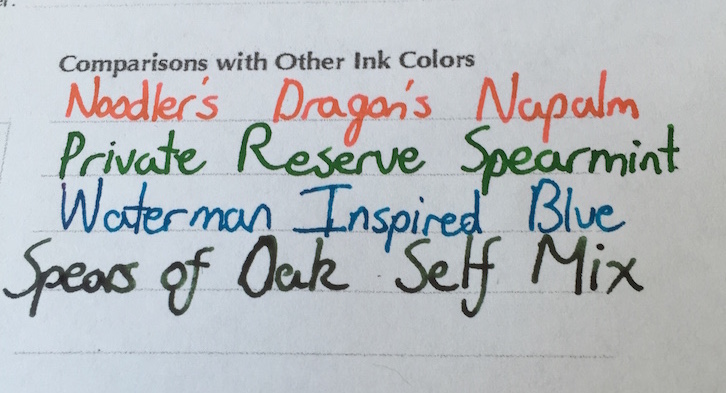 Comparisons with Other Ink Colors
Noodler's Dragon's Napalm
Private Reserve Spearmint
Waterman Inspired Blue
Spears of Oak Self Mix